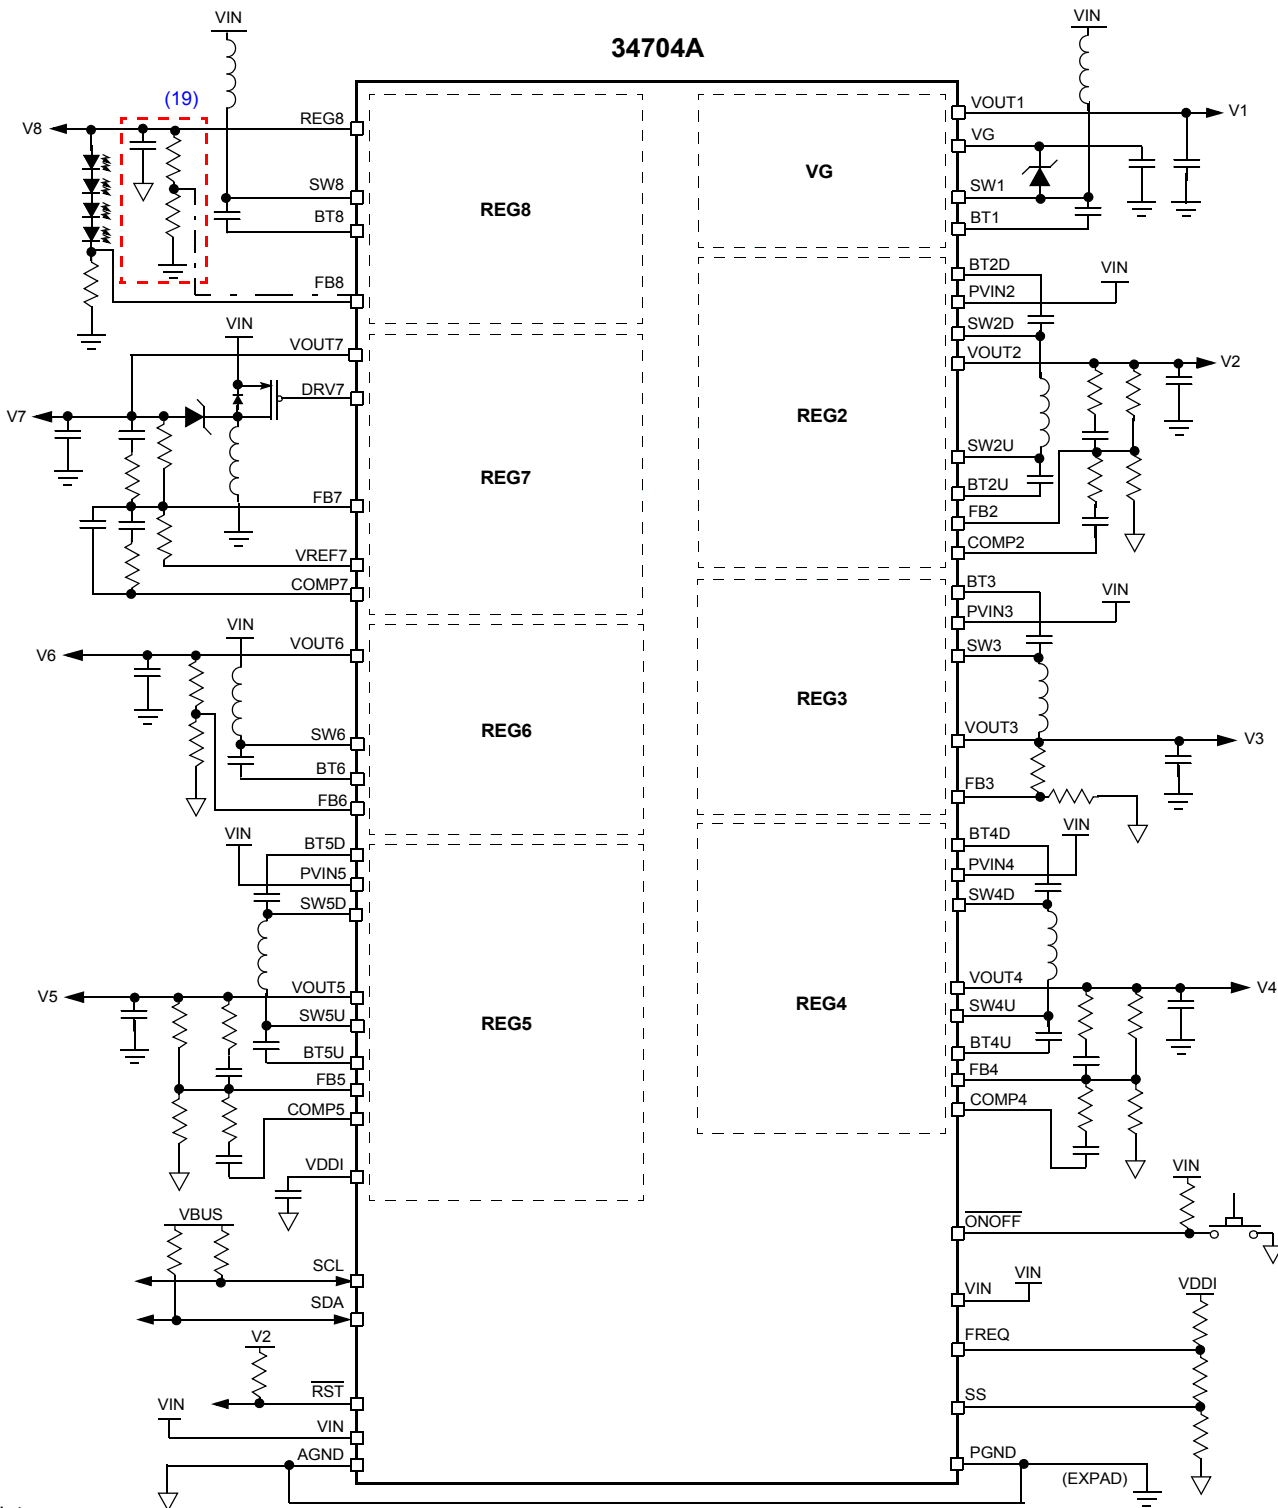 34704A
VIN
(19)
V8
REG8
SW8
BT8
FB8
REG8
VIN
VOUT7
DRV7
V7
FB7
VREF7
COMP7
REG7
VIN
V6
VOUT6
SW6
BT6
FB6
REG6
VIN
BT5D
PVIN5
SW5D
V5
VOUT5
SW5U
BT5U
FB5
COMP5
REG5
VDDI
VBUS
SCL
SDA
V2
RST
VIN
VIN
AGND
VIN
VOUT1
V1
VG
VG
SW1
BT1
BT2D
VIN
PVIN2
SW2D
VOUT2
V2
REG2
SW2U
BT2U
FB2
COMP2
BT3
VIN
PVIN3
SW3
REG3
VOUT3
V3
FB3
VIN
BT4D
PVIN4
SW4D
VOUT4
V4
REG4
SW4U
BT4U
FB4
COMP4
VIN
ONOFF
VIN
VIN
VDDI
FREQ
SS
PGND
(EXPAD)